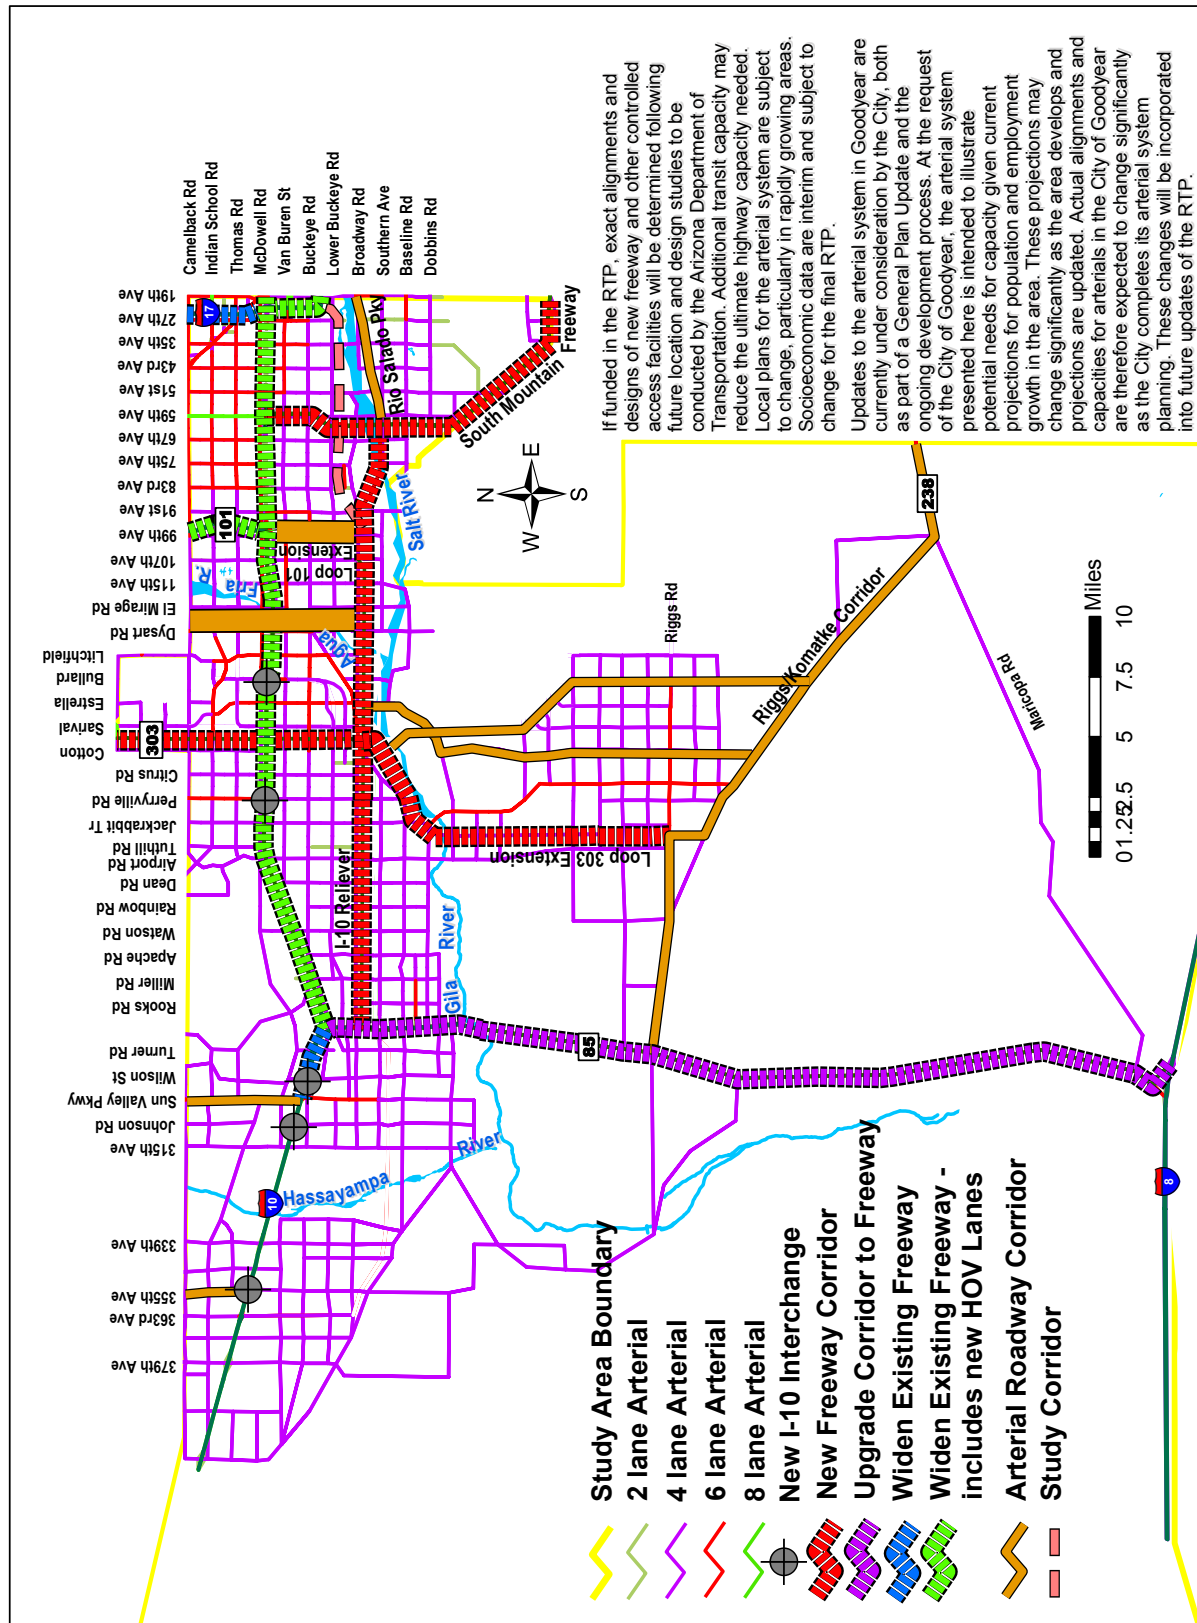 Camelback Rd
Indian School Rd
Thomas Rd
McDowell Rd
Van Buren St
Buckeye Rd
Lower Buckeye Rd
Broadway Rd
Southern Ave
Baseline Rd
Dobbins Rd
379th Ave
363rd Ave
355th Ave
339th Ave
315th Ave
Johnson Rd
Sun Valley Pkwy
Wilson St
Turner Rd
Rooks Rd
Miller Rd
Apache Rd
Watson Rd
Rainbow Rd
Dean Rd
Airport Rd
Tuthill Rd
Jackrabbit Tr
Perryville Rd
Citrus Rd
Cotton
Sarival
Estrella
Bullard
Litchfield
Dysart Rd
El Mirage Rd
115th Ave
107th Ave
99th Ave
91st Ave
83rd Ave
75th Ave
67th Ave
59th Ave
51st Ave
43rd Ave
35th Ave
27th Ave
19th Ave
10
303
101
17
Hassayampa
River
Gila
River
Agua
Fria
R.
Salt River
I-10 Reliever
Loop 101
Extension
Rio Salado Pky
South Mountain
Freeway
Loop 303 Extension
85
Riggs Rd
Riggs/Komatke Corridor
238
Maricopa Rd
8
N
W
E
S
0 1.25 2.5
5
7.5
10
Miles
Study Area Boundary
2 lane Arterial
4 lane Arterial
6 lane Arterial
8 lane Arterial
New I-10 Interchange
New Freeway Corridor
Upgrade Corridor to Freeway
Widen Existing Freeway
Widen Existing Freeway -
includes new HOV Lanes
Arterial Roadway Corridor
Study Corridor
If funded in the RTP, exact alignments and
designs of new freeway and other controlled
access facilities will be determined following
future location and design studies to be
conducted by the Arizona Department of
Transportation. Additional transit capacity may
reduce the ultimate highway capacity needed.
Local plans for the arterial system are subject
to change, particularly in rapidly growing areas.
Socioeconomic data are interim and subject to
change for the final RTP.
Updates to the arterial system in Goodyear are
currently under consideration by the City, both
as part of a General Plan Update and the
ongoing development process. At the request
of the City of Goodyear, the arterial system
presented here is intended to illustrate
potential needs for capacity given current
projections for population and employment
growth in the area. These projections may
change significantly as the area develops and
projections are updated. Actual alignments and
capacities for arterials in the City of Goodyear
are therefore expected to change significantly
as the City completes its arterial system
planning. These changes will be incorporated
into future updates of the RTP.